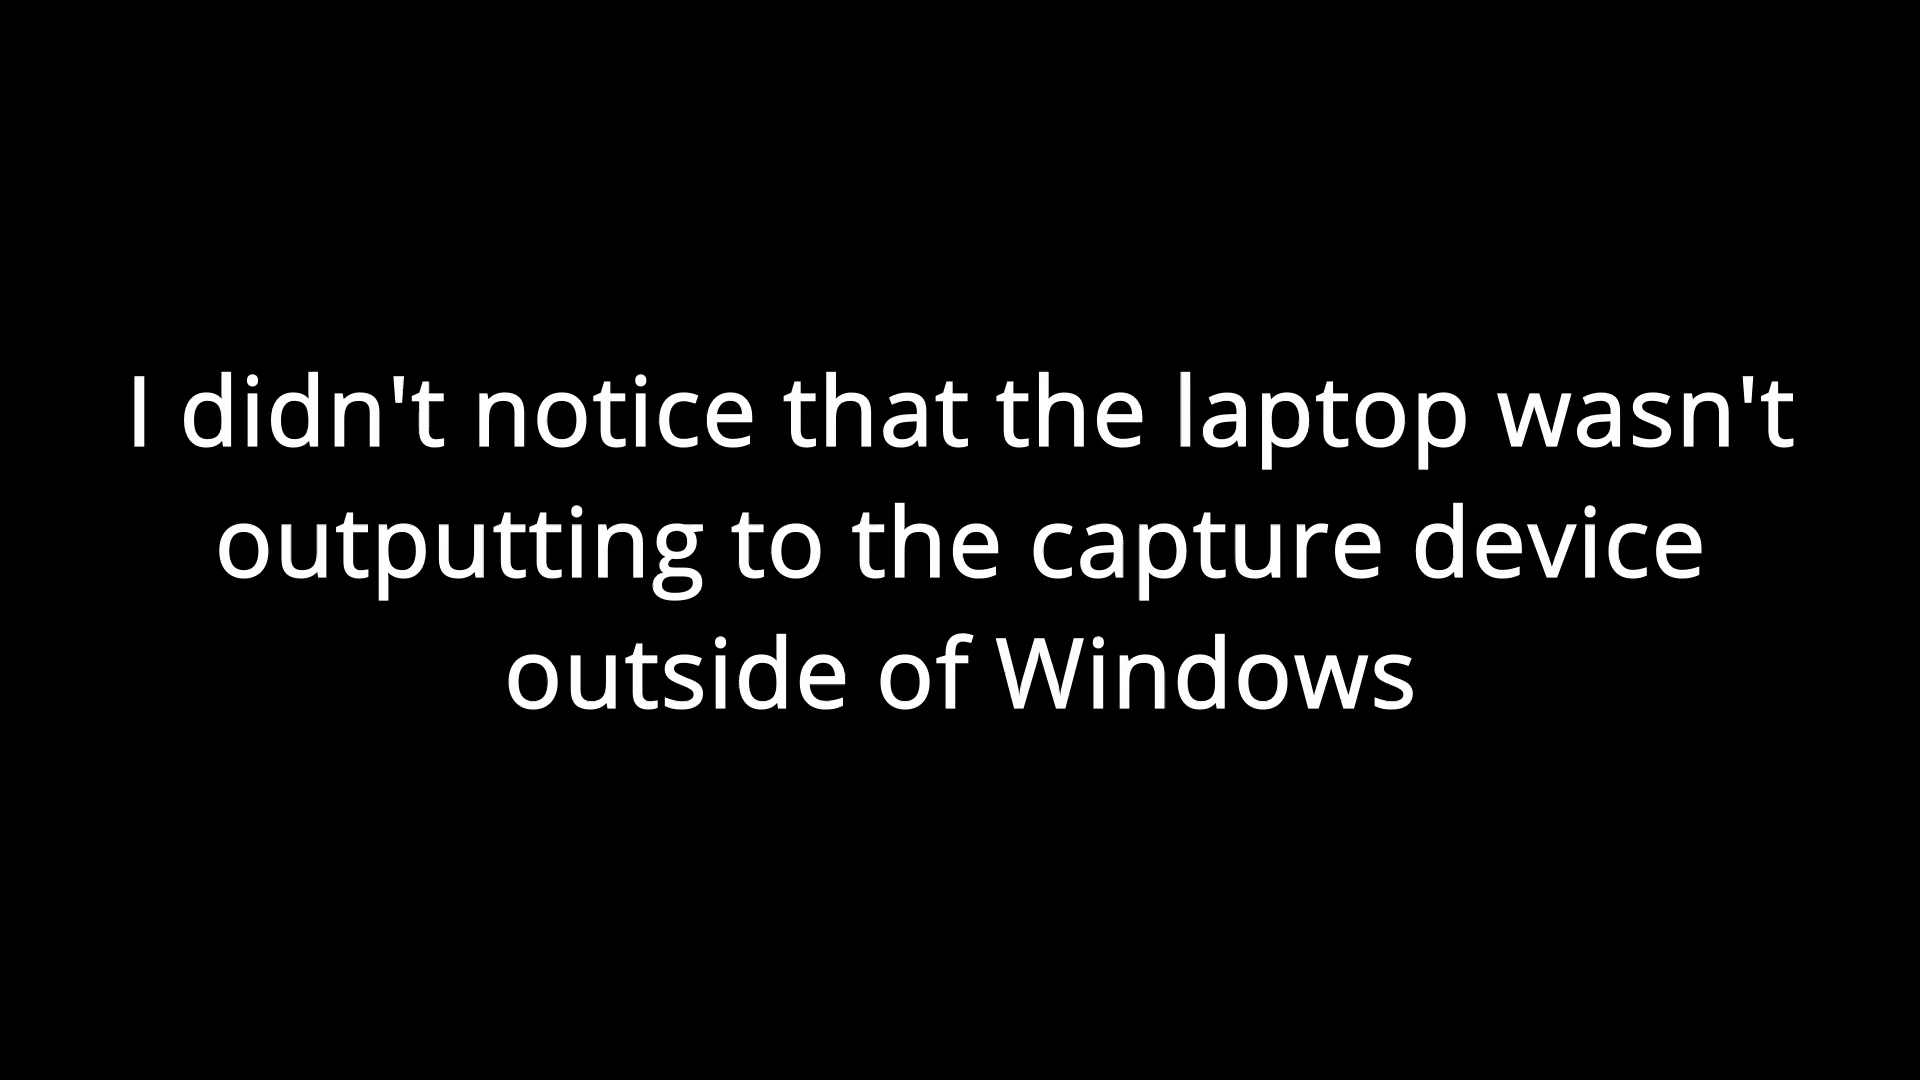 I didn't notice that the laptop wasn't
outputting to the capture device
outside of Windows